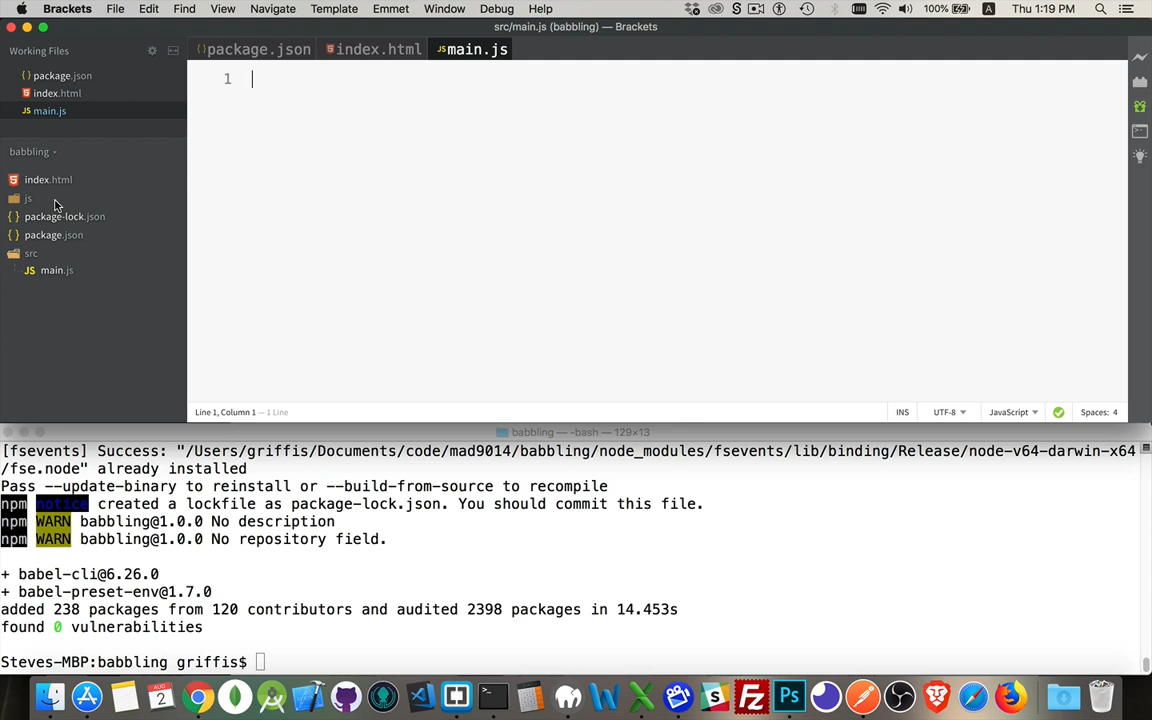 Brackets File Edit Find View Navigate Template Emmet Window Debug Help 100% A Thu 1:19 PM
src/main.js (babbling) — Brackets
Working Files
{} package.json
index.html
JS main.js
babbling
index.html
js
{} package-lock.json
{} package.json
src
JS main.js
{} package.json index.html JS main.js
1
Line 1, Column 1 — 1 Line INS UTF-8 JavaScript Spaces: 4
babbling — -bash — 129×13
[fsevents] Success: "/Users/griffis/Documents/code/mad9014/babbling/node_modules/fsevents/lib/binding/Release/node-v64-darwin-x64
/fse.node" already installed
Pass --update-binary to reinstall or --build-from-source to recompile
npm notice created a lockfile as package-lock.json. You should commit this file.
npm WARN babbling@1.0.0 No description
npm WARN babbling@1.0.0 No repository field.
+ babel-cli@6.26.0
+ babel-preset-env@1.7.0
added 238 packages from 120 contributors and audited 2398 packages in 14.453s
found 0 vulnerabilities
Steves-MBP:babbling griffis$